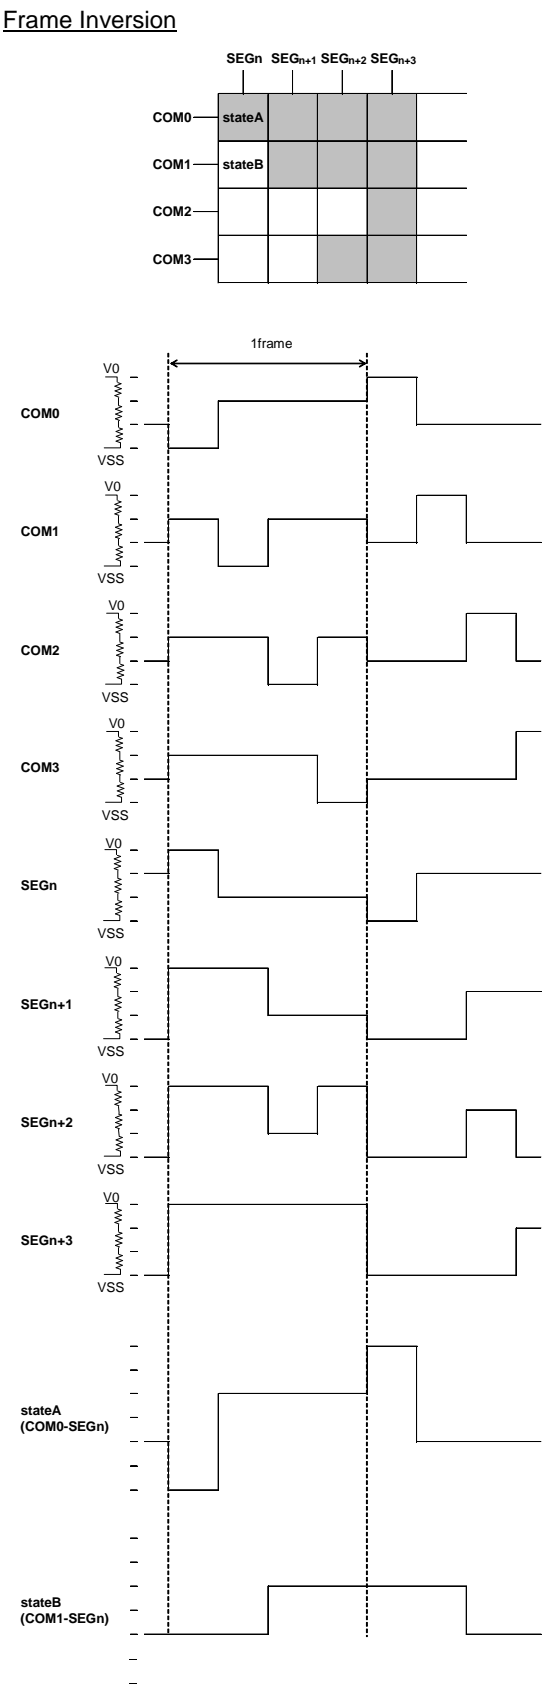 Frame Inversion
SEGn SEGn+1 SEGn+2 SEGn+3
COM0 stateA
COM1 stateB
COM2
COM3
1frame
V0
COM0
VSS
V0
COM1
VSS
V0
COM2
VSS
V0
COM3
VSS
V0
SEGn
VSS
V0
SEGn+1
VSS
V0
SEGn+2
VSS
V0
SEGn+3
VSS
stateA
(COM0-SEGn)
stateB
(COM1-SEGn)